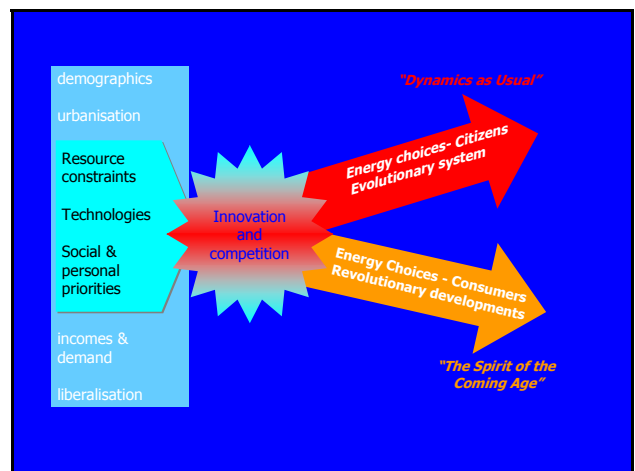 demographics
urbanisation
Resource
constraints
Technologies
Social &
personal
priorities
incomes &
demand
liberalisation
Innovation
and
competition
“Dynamics as Usual”
Energy choices- Citizens
Evolutionary system
Energy Choices - Consumers
Revolutionary developments
“The Spirit of the
Coming Age”